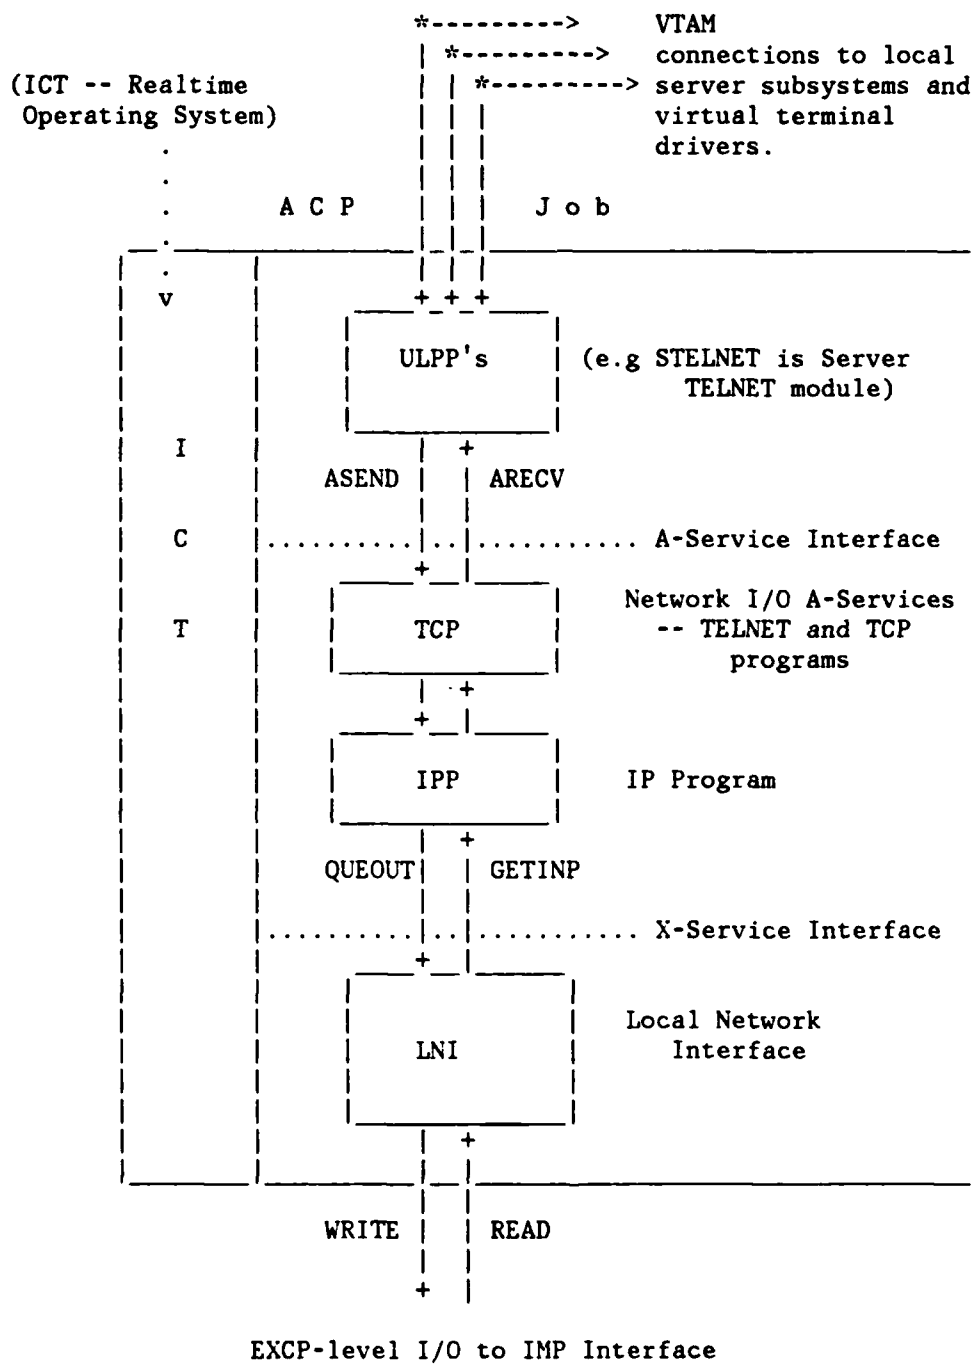 VTAM
connections to local
(ICT -- Realtime server subsystems and
Operating System) virtual terminal
drivers.
A C P J o b
v
ULPP's (e.g STELNET is Server
TELNET module)
I
ASEND ARECV
C A-Service Interface
Network I/O A-Services
T TCP -- TELNET and TCP
programs
IPP IP Program
QUEOUT GETINP
X-Service Interface
Local Network
LNI Interface
WRITE READ
EXCP-level I/O to IMP Interface